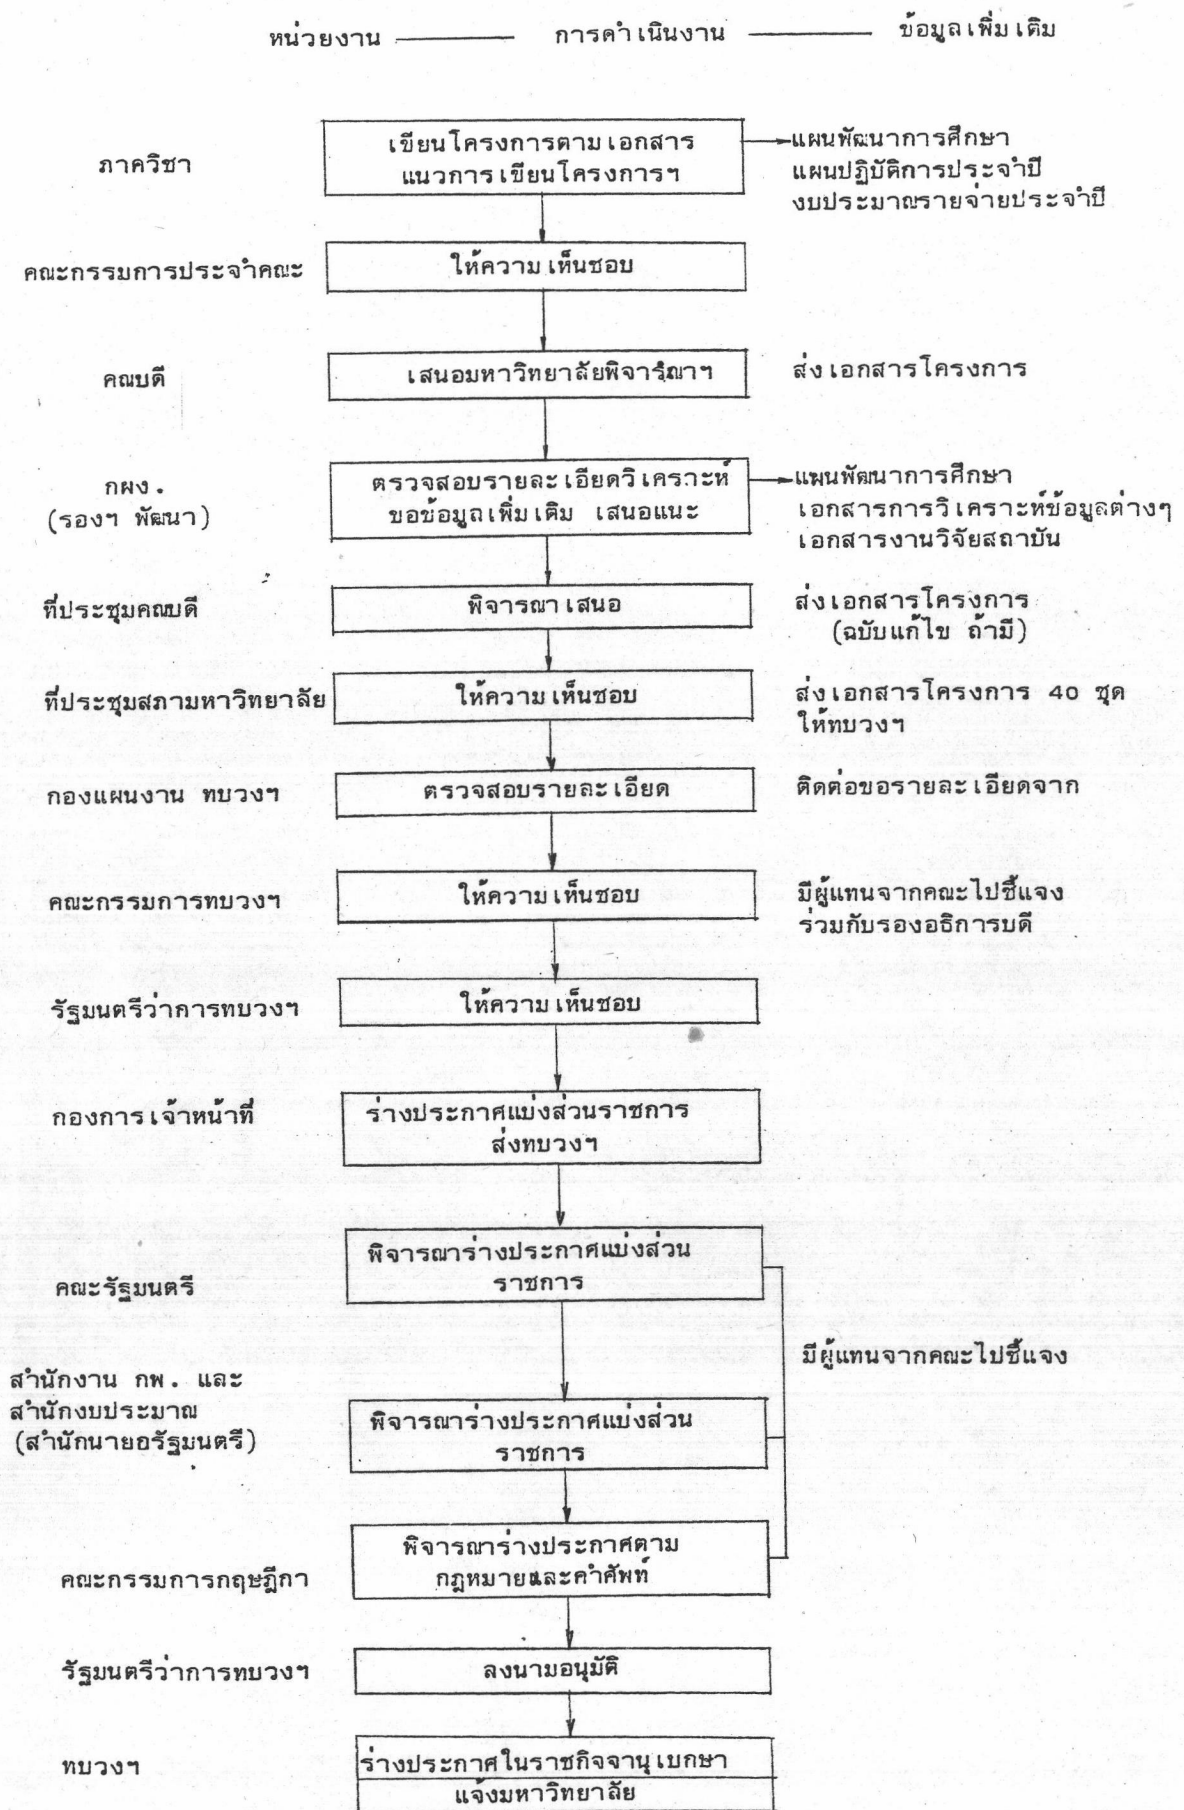 หน่วยงาน การดำเนินงาน ข้อมูลเพิ่มเติม
ภาควิชา
เขียนโครงการตามเอกสาร
แนวการเขียนโครงการฯ
แผนพัฒนาการศึกษา
แผนปฏิบัติการประจำปี
งบประมาณรายจ่ายประจำปี
คณะกรรมการประจำคณะ
ให้ความเห็นชอบ
คณบดี
เสนอมหาวิทยาลัยพิจารณาฯ
ส่งเอกสารโครงการ
กผง.
(รองฯ พัฒนา)
ตรวจสอบรายละเอียดวิเคราะห์
ขอข้อมูลเพิ่มเติม เสนอแนะ
แผนพัฒนาการศึกษา
เอกสารการวิเคราะห์ข้อมูลต่างๆ
เอกสารงานวิจัยสถาบัน
ที่ประชุมคณบดี
พิจารณาเสนอ
ส่งเอกสารโครงการ
(ฉบับแก้ไข ถ้ามี)
ที่ประชุมสภามหาวิทยาลัย
ให้ความเห็นชอบ
ส่งเอกสารโครงการ 40 ชุด
ให้ทบวงฯ
กองแผนงาน ทบวงฯ
ตรวจสอบรายละเอียด
ติดต่อขอรายละเอียดจาก
คณะกรรมการทบวงฯ
ให้ความเห็นชอบ
มีผู้แทนจากคณะไปชี้แจง
ร่วมกับรองอธิการบดี
รัฐมนตรีว่าการทบวงฯ
ให้ความเห็นชอบ
กองการเจ้าหน้าที่
ร่างประกาศแบ่งส่วนราชการ
ส่งทบวงฯ
คณะรัฐมนตรี
พิจารณาร่างประกาศแบ่งส่วน
ราชการ
มีผู้แทนจากคณะไปชี้แจง
สำนักงาน กพ. และ
สำนักงบประมาณ
(สำนักนายอรัฐมนตรี)
พิจารณาร่างประกาศแบ่งส่วน
ราชการ
คณะกรรมการกฤษฎีกา
พิจารณาร่างประกาศตาม
กฎหมายและคำศัพท์
รัฐมนตรีว่าการทบวงฯ
ลงนามอนุมัติ
ทบวงฯ
ร่างประกาศในราชกิจจานุเบกษา
แจ้งมหาวิทยาลัย